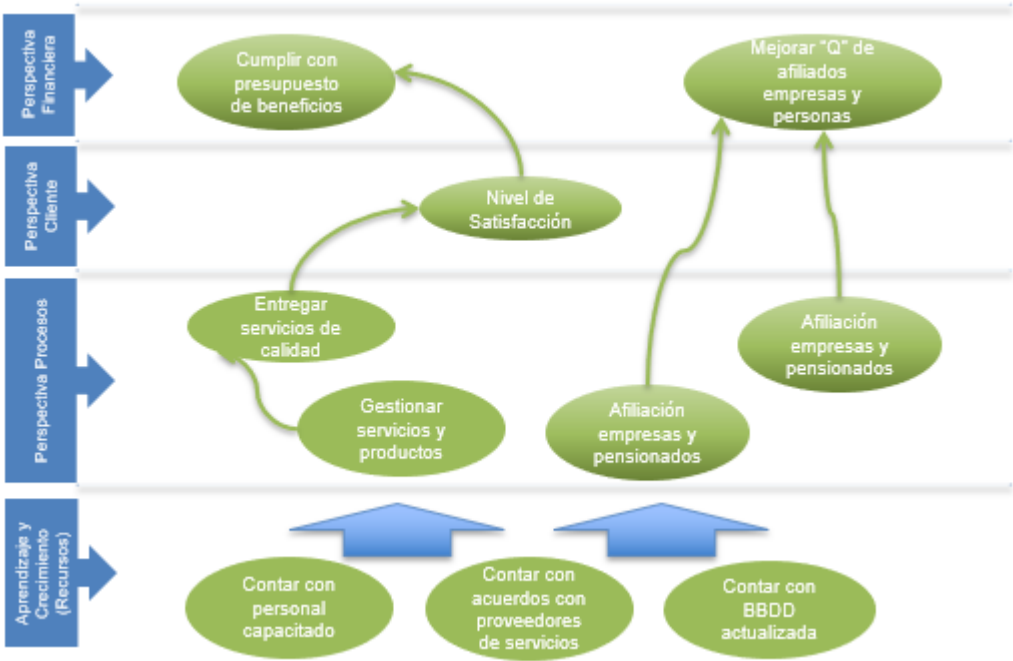 Perspectiva
Financiera
Cumplir con
presupuesto
de beneficios
Mejorar "Q" de
afiliados
empresas y
personas
Perspectiva
Cliente
Nivel de
Satisfacción
Perspectiva Procesos
Entregar
servicios de
calidad
Afiliación
empresas y
pensionados
Gestionar
servicios y
productos
Afiliación
empresas y
pensionados
Aprendizaje y
Crecimiento
(Recursos)
Contar con
personal
capacitado
Contar con
acuerdos con
proveedores
de servicios
Contar con
BBDD
actualizada